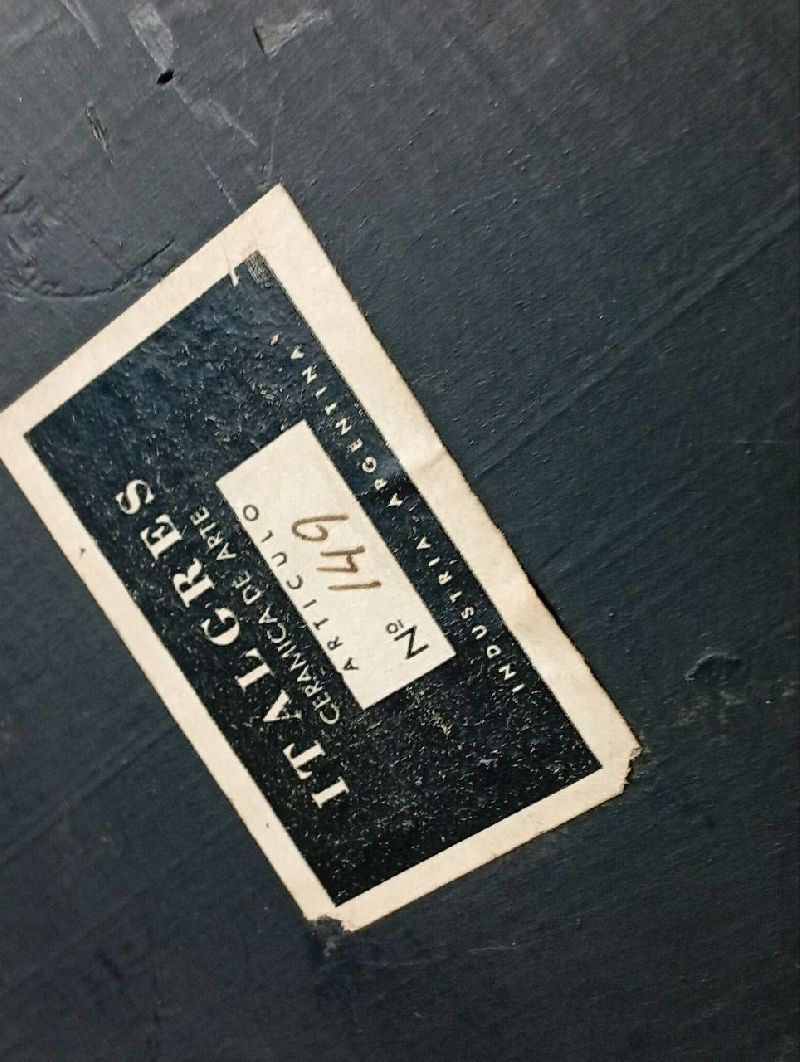 ITALGRES
CERAMICA DE ARTE
ARTICULO
Nº 149
INDUSTRIA ARGENTINA